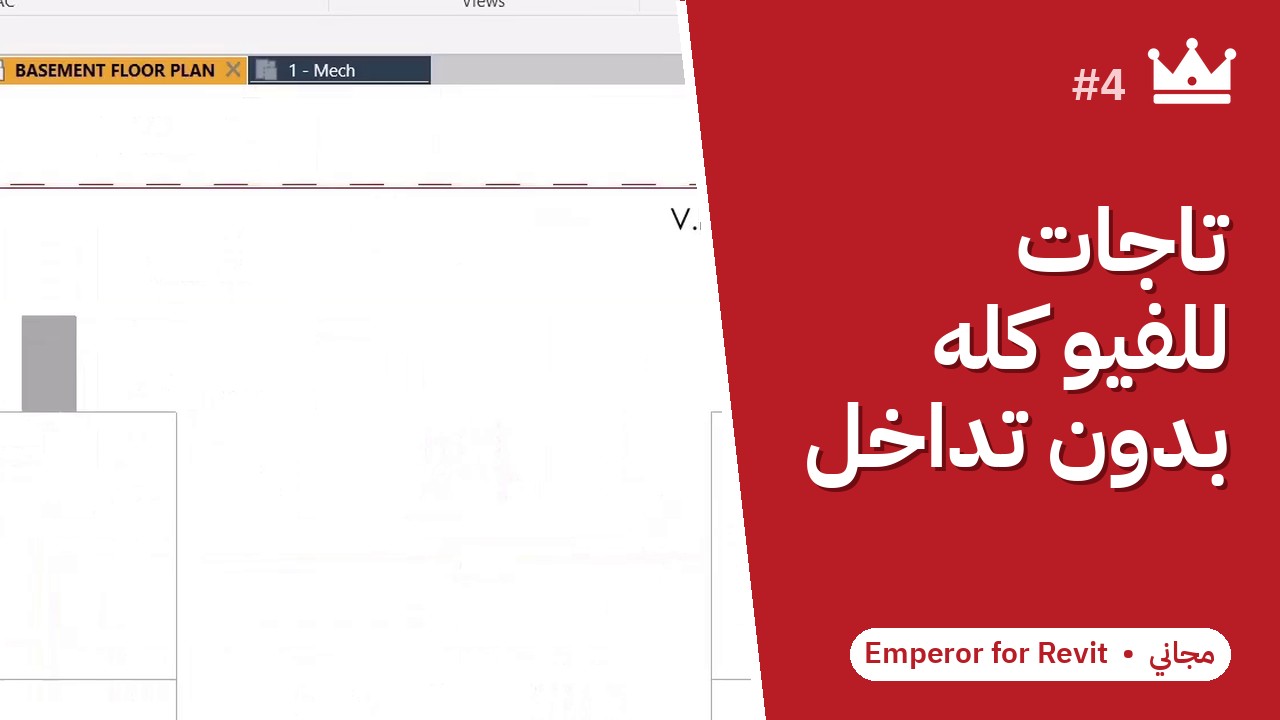 Views
BASEMENT FLOOR PLAN
1 - Mech
#4
تاجات
للفيو كله
بدون تداخل
Emperor for Revit • مجاني